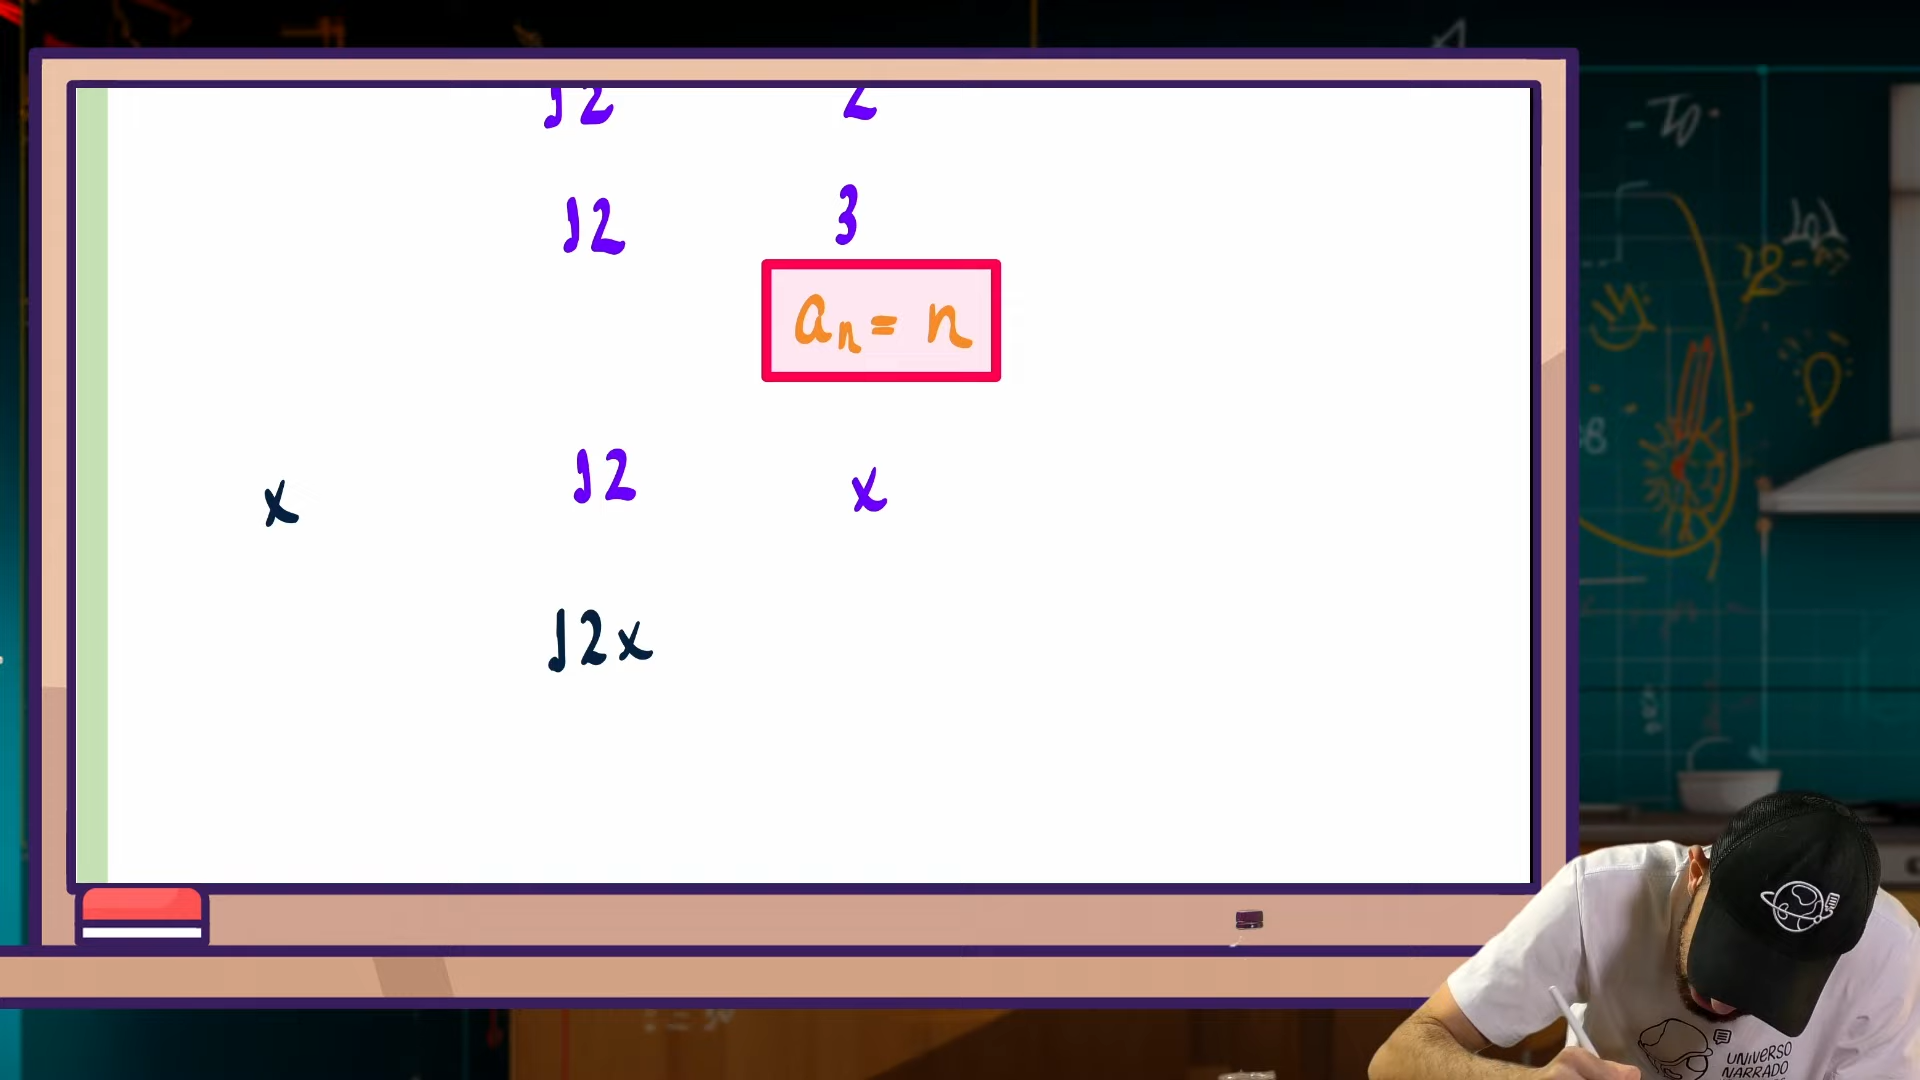 12 2
12 3
aₙ = n
x 12 x
12x
UNIVERSO
NARRADO